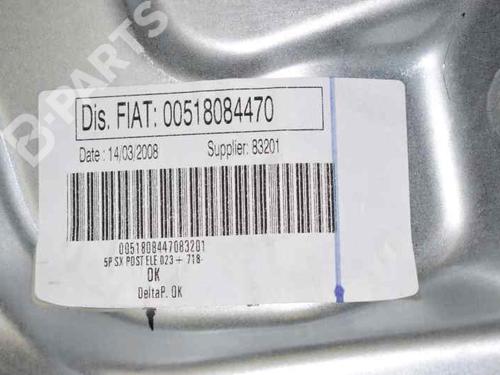 B-PARTS
Dis. FIAT: 00518084470
Date : 14/03/2008 Supplier: 83201
0051808447083201
5P SX POST ELE 023 + 718-
OK
DeltaP. OK